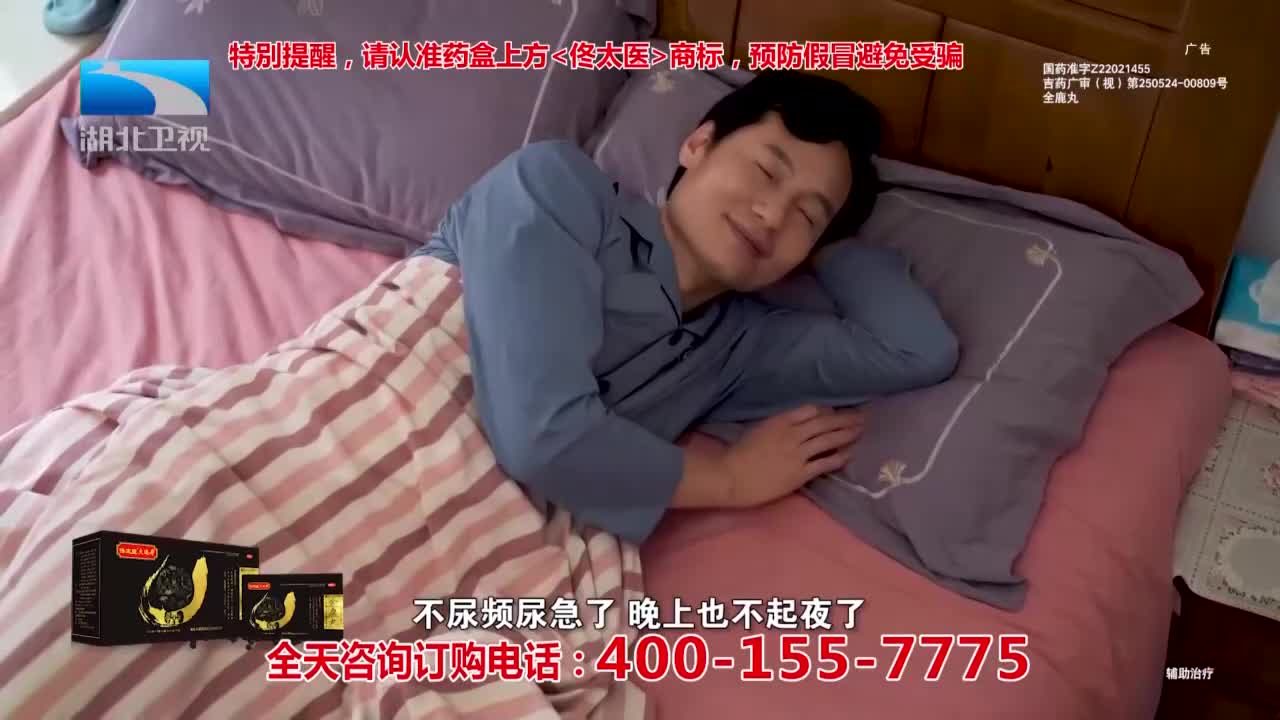 特别提醒，请认准药盒上方<佟太医>商标，预防假冒避免受骗
广告
国药准字Z22021455
吉药广审（视）第250524-00809号
全鹿丸
湖北卫视
不尿频尿急了 晚上也不起夜了
全天咨询订购电话：400-155-7775
辅助治疗